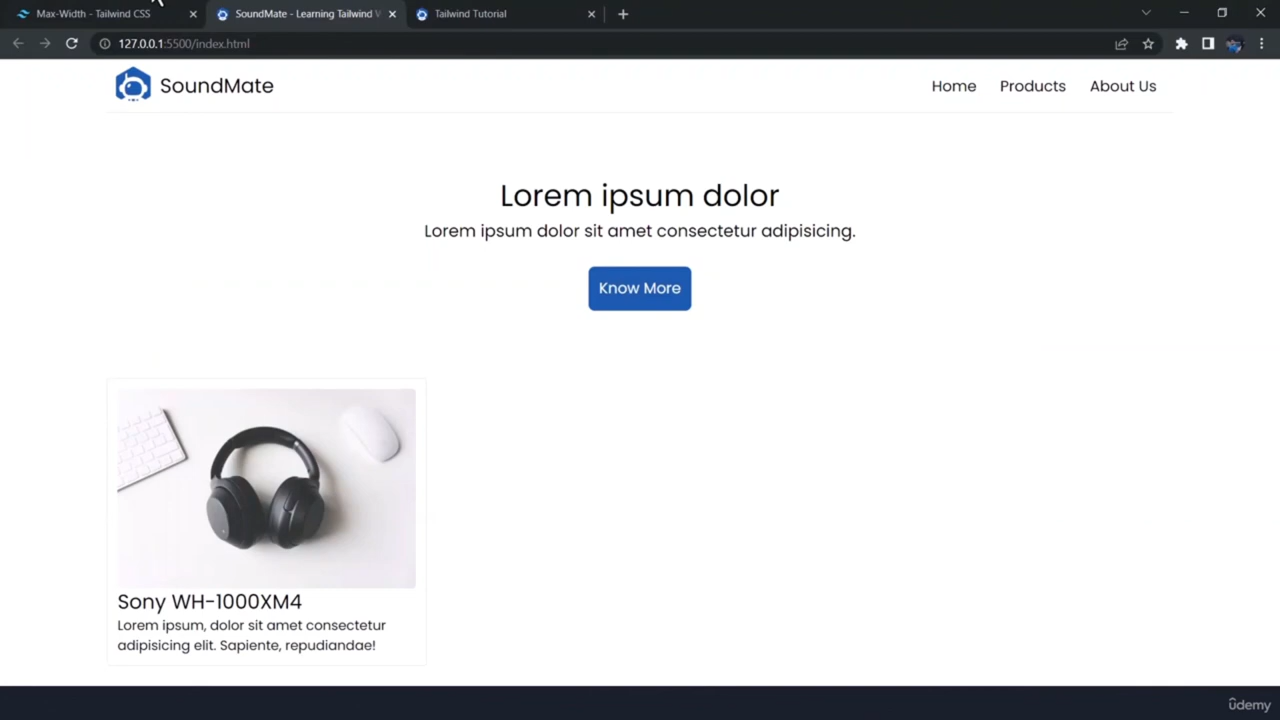 Max-Width - Tailwind CSS
SoundMate - Learning Tailwind
Tailwind Tutorial
127.0.0.1:5500/index.html
SoundMate
Home
Products
About Us
Lorem ipsum dolor
Lorem ipsum dolor sit amet consectetur adipisicing.
Know More
Sony WH-1000XM4
Lorem ipsum, dolor sit amet consectetur
adipisicing elit. Sapiente, repudiandae!
ûdemy